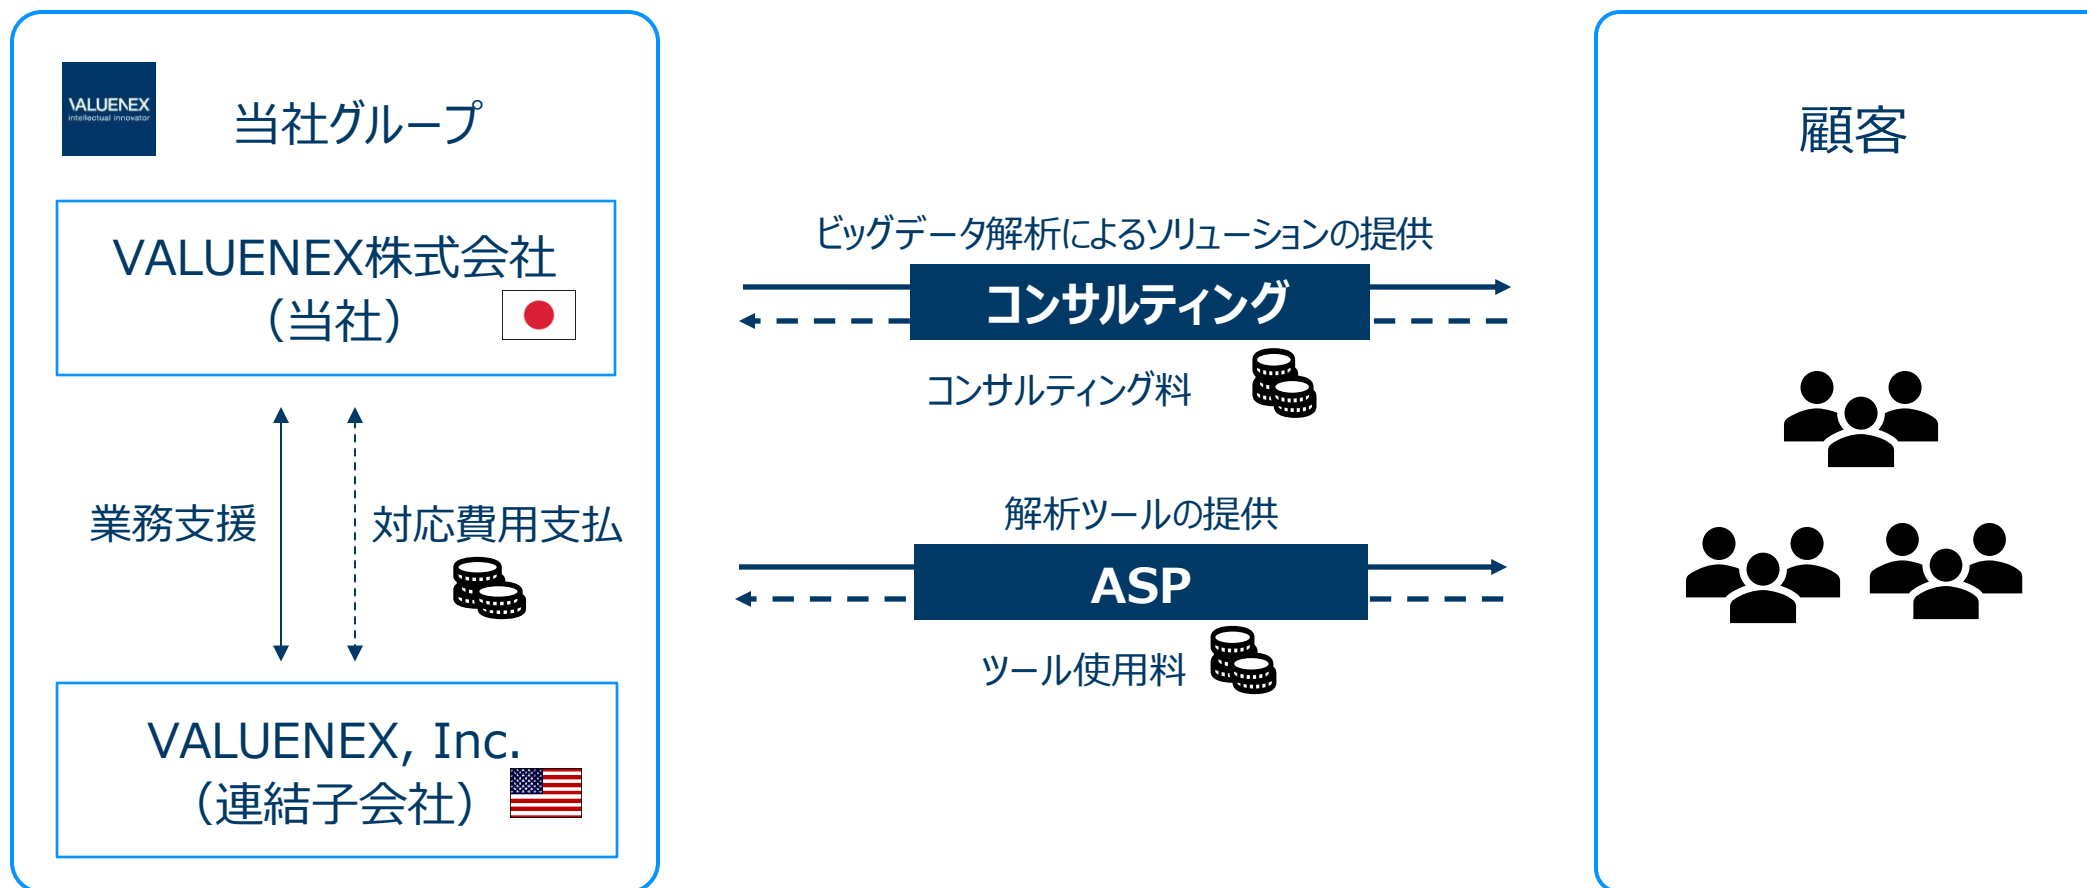 VALUENEX
intellectual innovator
当社グループ
VALUENEX株式会社
（当社）
業務支援
対応費用支払
VALUENEX, Inc.
（連結子会社）
ビッグデータ解析によるソリューションの提供
コンサルティング
コンサルティング料
解析ツールの提供
ASP
ツール使用料
顧客